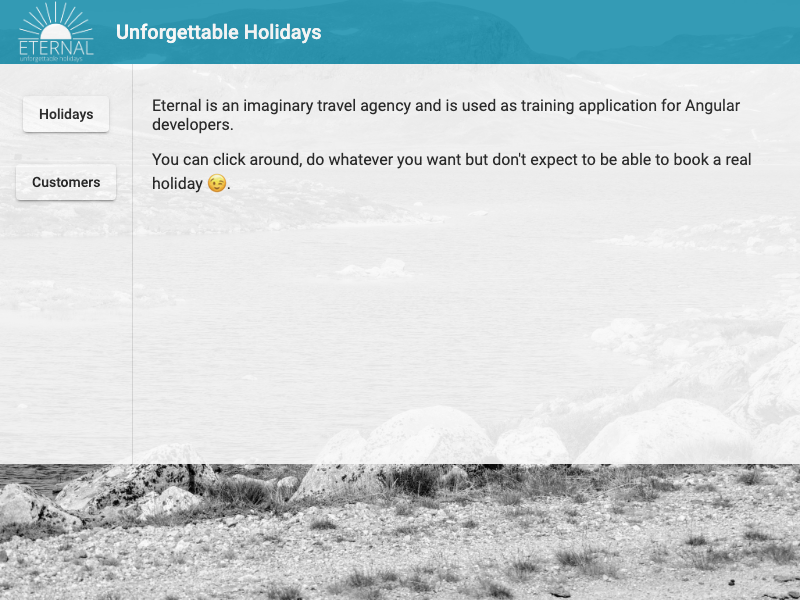 ETERNAL
unforgettable holidays
Unforgettable Holidays
Holidays
Customers
Eternal is an imaginary travel agency and is used as training application for Angular
developers.
You can click around, do whatever you want but don't expect to be able to book a real
holiday 😉.